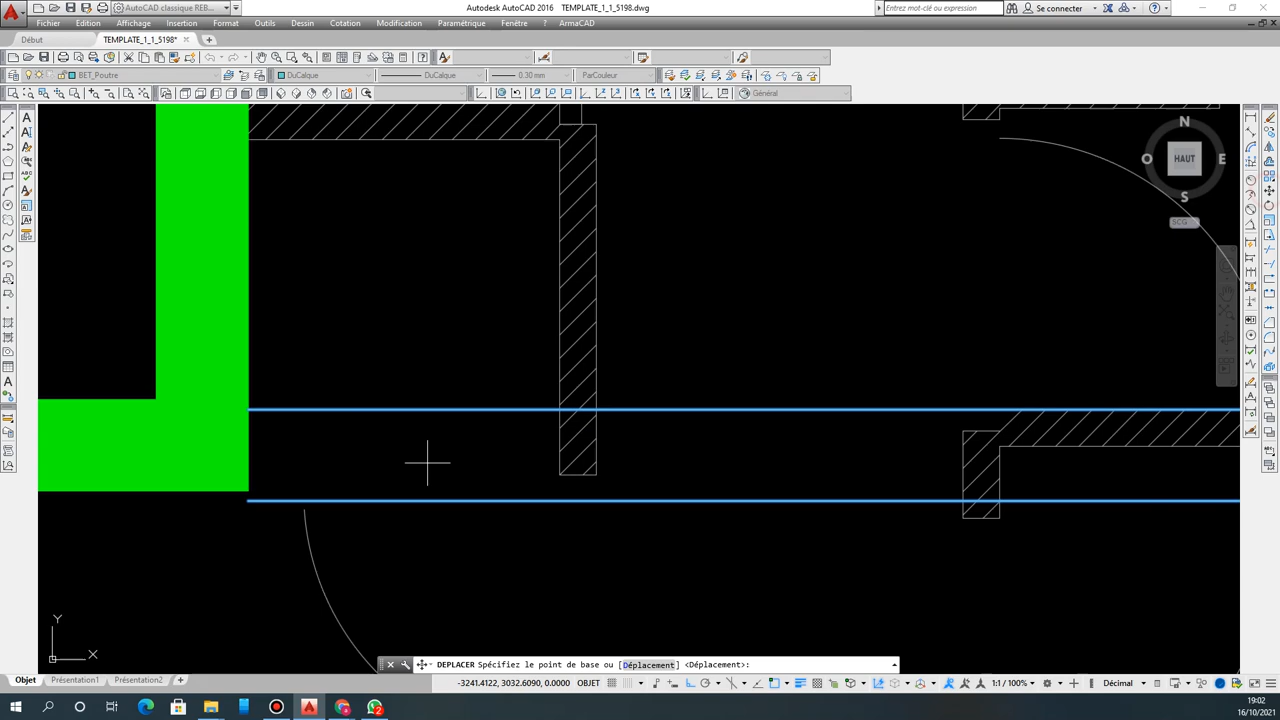 AutoCAD classique REB...
Autodesk AutoCAD 2016 TEMPLATE_1_1_5198.dwg
Entrez mot-clé ou expression
Se connecter
Fichier Edition Affichage Insertion Format Outils Dessin Cotation Modification Paramétrique Fenêtre ? ArmaCAD
Début TEMPLATE_1_1_5198*
BET_Poutre DuCalque DuCalque 0.30 mm ParCouleur
Général
N
O HAUT E
S
SCG
Y
X
DEPLACER Spécifiez le point de base ou [Déplacement] <Déplacement>:
Objet Présentation1 Présentation2 +
-3241.4122, 3032.6090, 0.0000 OBJET 1:1 / 100% Décimal
19:02
16/10/2021